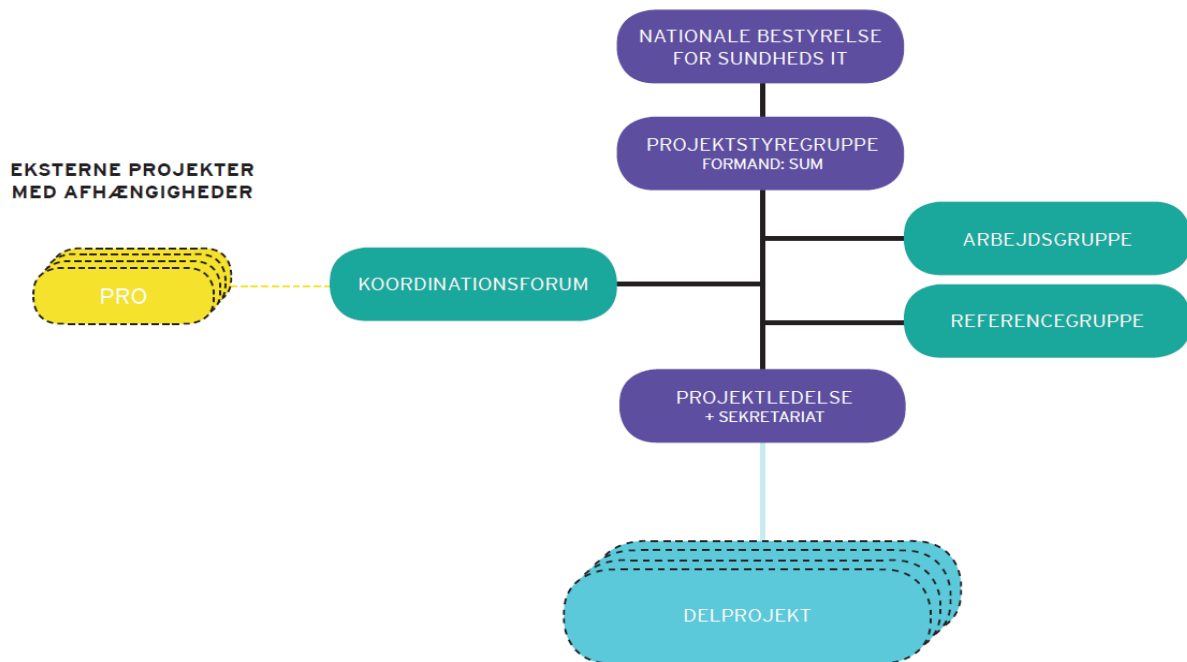 NATIONALE BESTYRELSE
FOR SUNDHEDS IT
PROJEKTSTYREGRUPPE
FORMAND: SUM
EKSTERNE PROJEKTER
MED AFHÆNGIGHEDER
ARBEJDSGRUPPE
KOORDINATIONSFORUM
PRO
REFERENCEGRUPPE
PROJEKTLEDELSE
+ SEKRETARIAT
DELPROJEKT